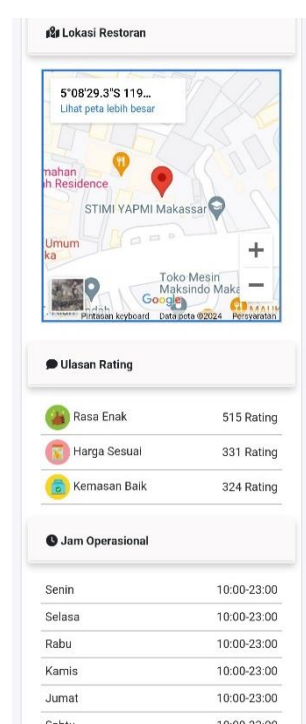 Lokasi Restoran
5°08'29.3"S 119...
Lihat peta lebih besar
mahan
h Residence
STIMI YAPMI Makassar
Umum
ka
Toko Mesin
Maksindo Maka
Google
Pintasan keyboard Data peta ©2024 Persyaratan
Ulasan Rating
Rasa Enak 515 Rating
Harga Sesuai 331 Rating
Kemasan Baik 324 Rating
Jam Operasional
Senin 10:00-23:00
Selasa 10:00-23:00
Rabu 10:00-23:00
Kamis 10:00-23:00
Jumat 10:00-23:00